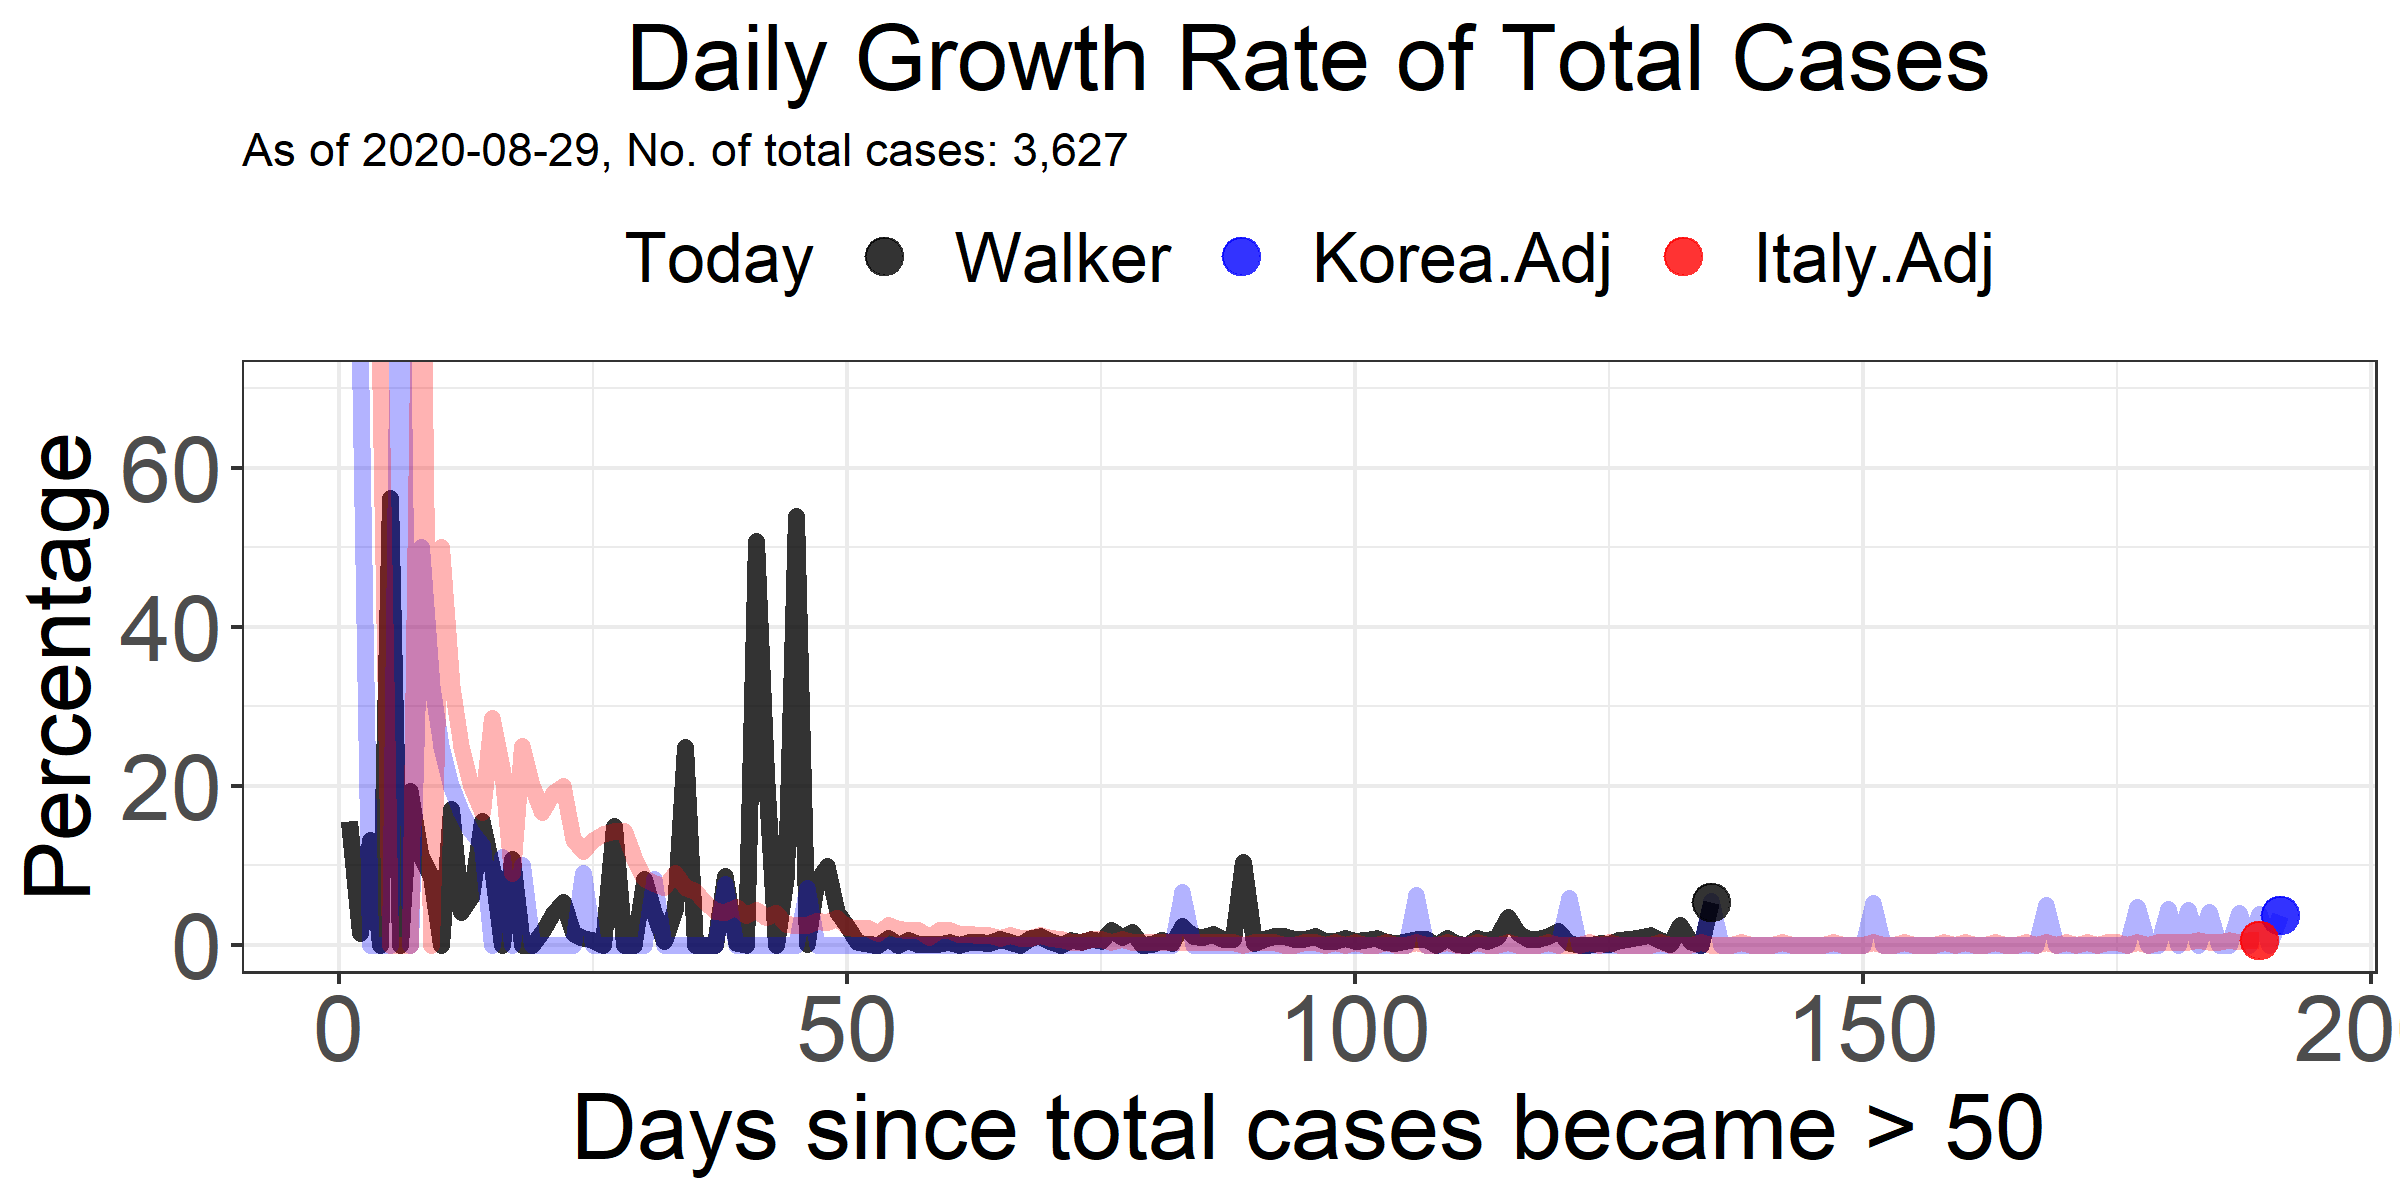 Daily Growth Rate of Total Cases
As of 2020-08-29, No. of total cases: 3,627
Today Walker Korea.Adj Italy.Adj
Percentage
60
40
20
0
0 50 100 150 20
Days since total cases became > 50